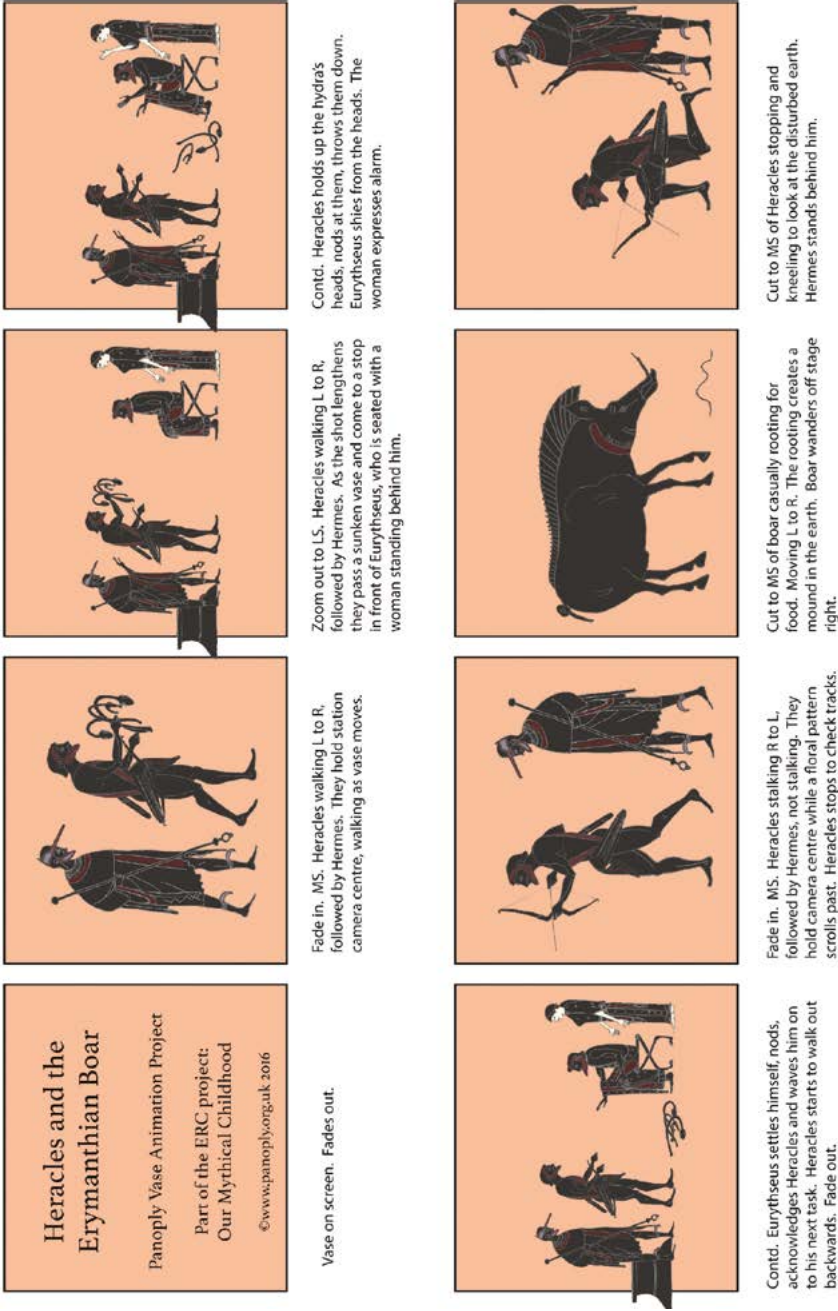 Heracles and the
Erymanthian Boar
Panoply Vase Animation Project
Part of the ERC project:
Our Mythical Childhood
©www.panoply.org.uk 2016
Vase on screen. Fades out.
Fade in. MS. Heracles walking L to R,
followed by Hermes. They hold station
camera centre, walking as vase moves.
Zoom out to LS. Heracles walking L to R,
followed by Hermes. As the shot lengthens
they pass a sunken vase and come to a stop
in front of Eurythseus, who is seated with a
woman standing behind him.
Contd. Heracles holds up the hydra's
heads, nods at them, throws them down.
Eurythseus shies from the heads. The
woman expresses alarm.
Contd. Eurythseus settles himself, nods,
acknowledges Heracles and waves him on
to his next task. Heracles starts to walk out
backwards. Fade out.
Fade in. MS. Heracles stalking R to L,
followed by Hermes, not stalking. They
hold camera centre while a floral pattern
scrolls past. Heracles stops to check tracks.
Cut to MS of boar casually rooting for
food. Moving L to R. The rooting creates a
mound in the earth. Boar wanders off stage
right.
Cut to MS of Heracles stopping and
kneeling to look at the disturbed earth.
Hermes stands behind him.